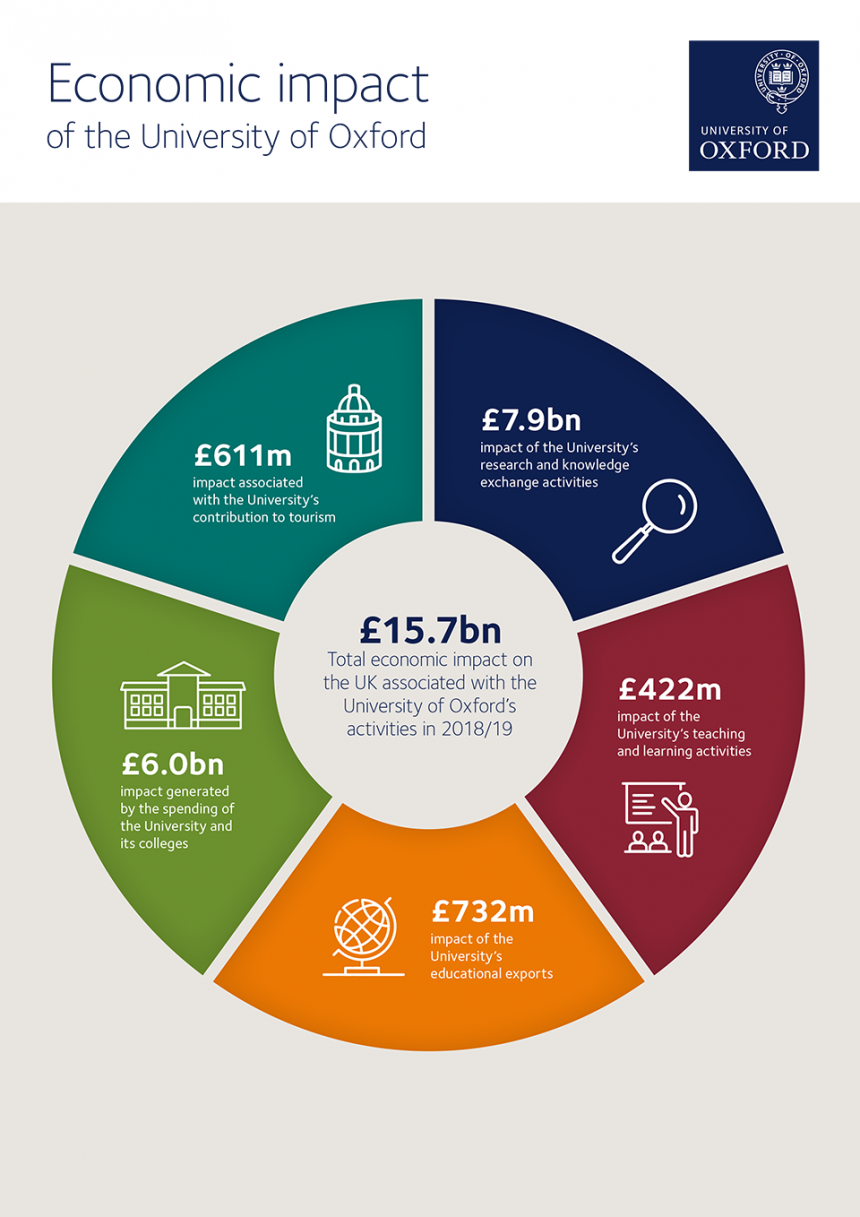 Economic impact
of the University of Oxford
UNIVERSITY OF OXFORD
UNIVERSITY OF
OXFORD
£611m
impact associated
with the University’s
contribution to tourism
£7.9bn
impact of the University’s
research and knowledge
exchange activities
£15.7bn
Total economic impact on
the UK associated with the
University of Oxford’s
activities in 2018/19
£422m
impact of the
University’s teaching
and learning activities
£6.0bn
impact generated
by the spending of
the University and
its colleges
£732m
impact of the
University’s
educational exports